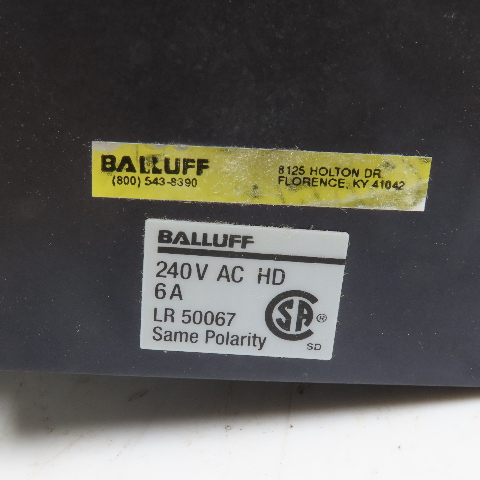 BALLUFF
(800) 543-8390
8125 HOLTON DR
FLORENCE, KY 41042
BALLUFF
240V AC HD
6A
LR 50067
Same Polarity
SA ®
SD